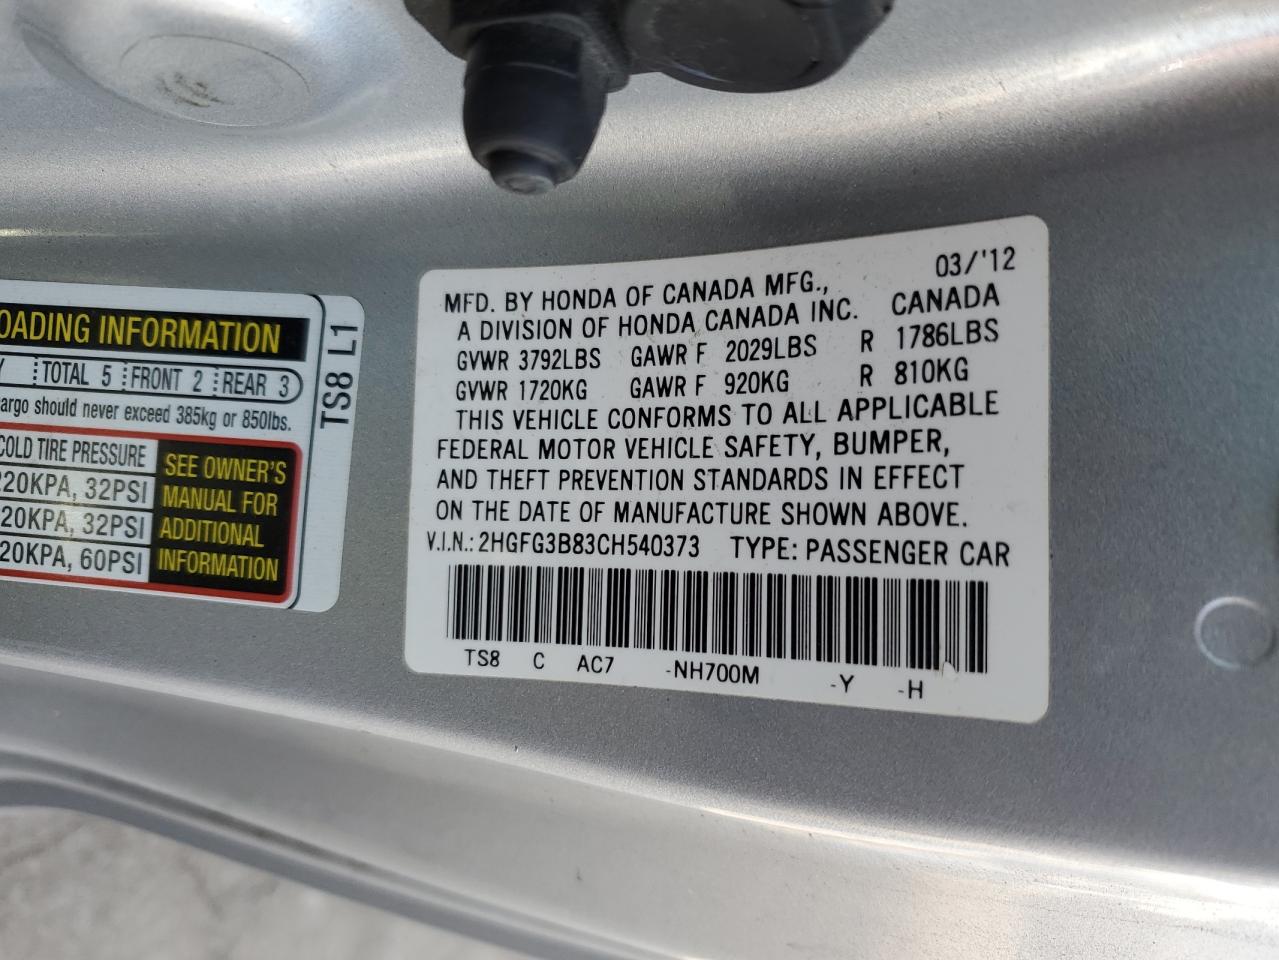 OADING INFORMATION
Y TOTAL 5 FRONT 2 REAR 3
argo should never exceed 385kg or 850lbs.
COLD TIRE PRESSURE
220KPA, 32PSI
20KPA, 32PSI
20KPA, 60PSI
SEE OWNER'S
MANUAL FOR
ADDITIONAL
INFORMATION
TS8 L1
MFD. BY HONDA OF CANADA MFG., 03/'12
A DIVISION OF HONDA CANADA INC. CANADA
GVWR 3792LBS GAWR F 2029LBS R 1786LBS
GVWR 1720KG GAWR F 920KG R 810KG
THIS VEHICLE CONFORMS TO ALL APPLICABLE
FEDERAL MOTOR VEHICLE SAFETY, BUMPER,
AND THEFT PREVENTION STANDARDS IN EFFECT
ON THE DATE OF MANUFACTURE SHOWN ABOVE.
V.I.N.: 2HGFG3B83CH540373 TYPE: PASSENGER CAR
TS8 C AC7 -NH700M -Y -H